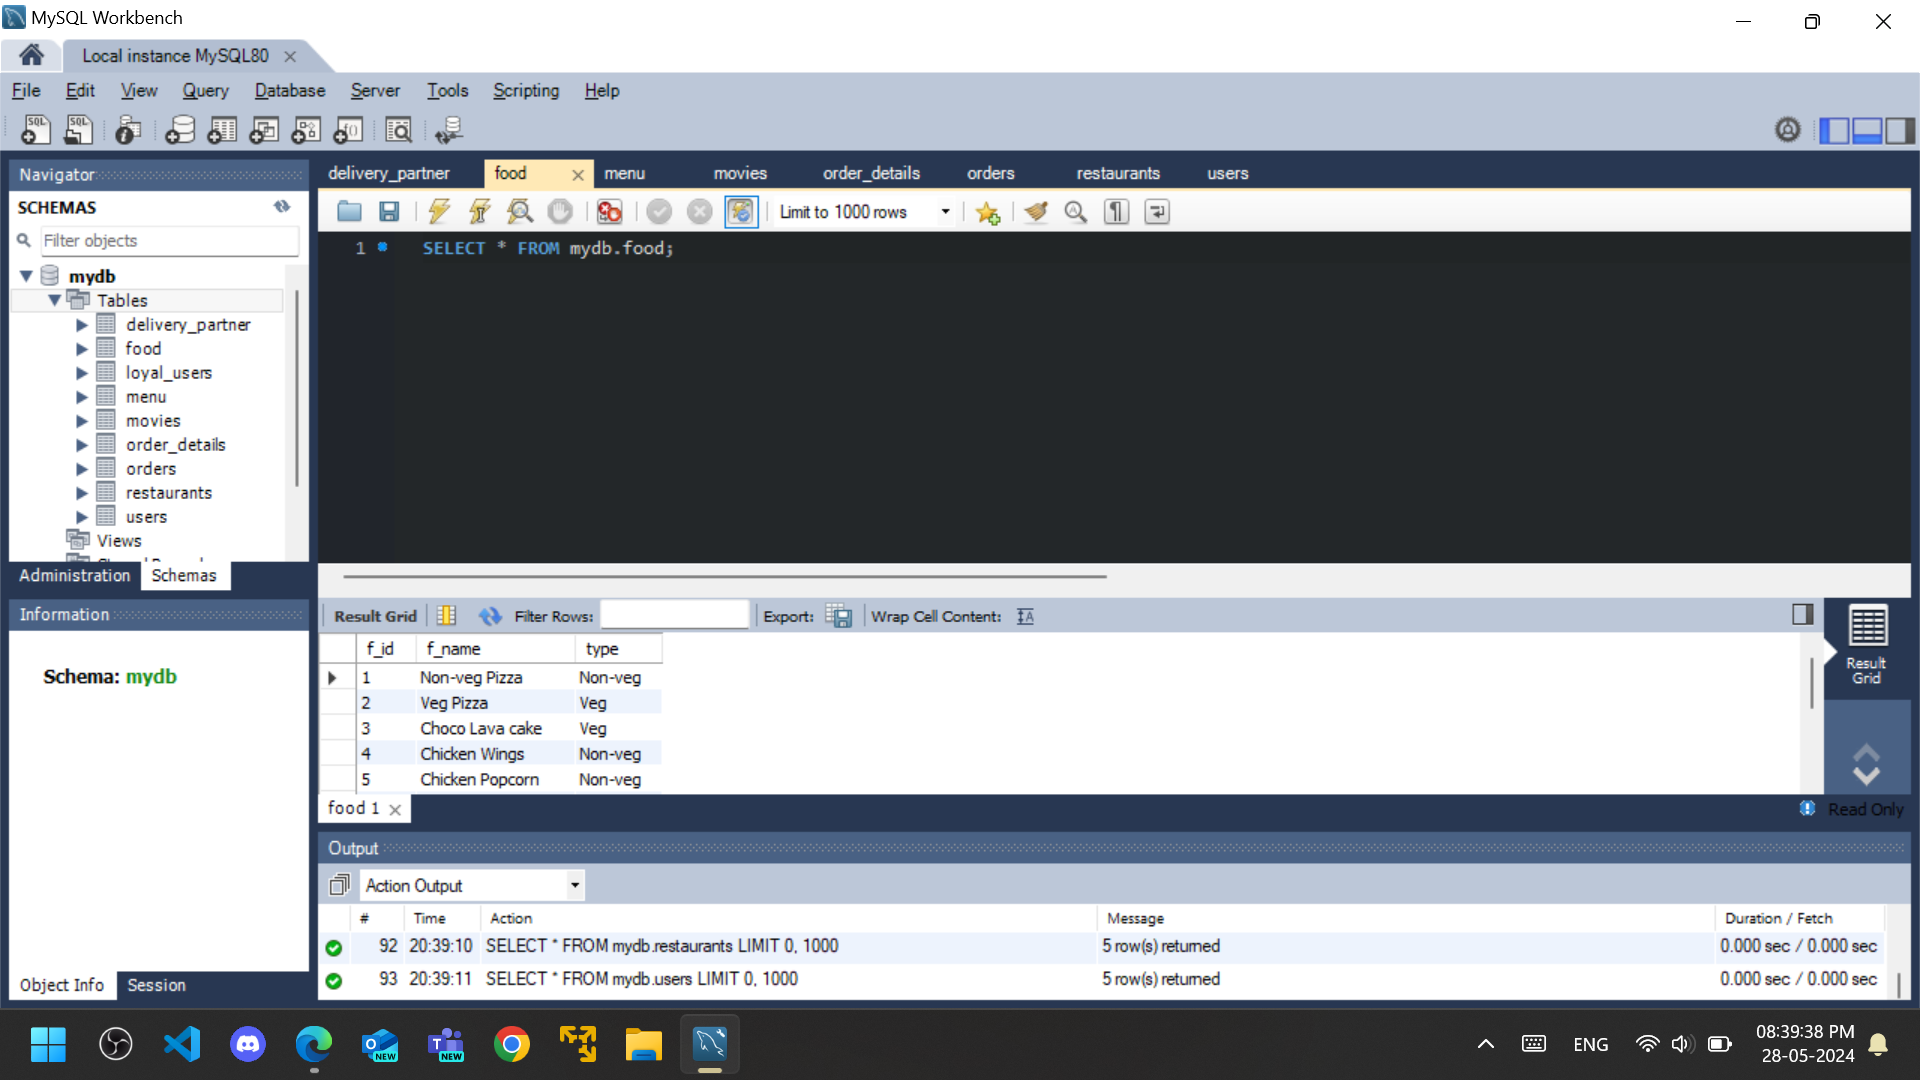 MySQL Workbench
Local instance MySQL80
File Edit View Query Database Server Tools Scripting Help
Navigator
SCHEMAS
Filter objects
mydb
Tables
delivery_partner
food
loyal_users
menu
movies
order_details
orders
restaurants
users
Views
Administration Schemas
Information
Schema: mydb
Object Info Session
delivery_partner food menu movies order_details orders restaurants users
Limit to 1000 rows
1 SELECT * FROM mydb.food;
Result Grid Filter Rows: Export: Wrap Cell Content:
f_id f_name type
1 Non-veg Pizza Non-veg
2 Veg Pizza Veg
3 Choco Lava cake Veg
4 Chicken Wings Non-veg
5 Chicken Popcorn Non-veg
Result
Grid
food 1
Read Only
Output
Action Output
# Time Action Message Duration / Fetch
92 20:39:10 SELECT * FROM mydb.restaurants LIMIT 0, 1000 5 row(s) returned 0.000 sec / 0.000 sec
93 20:39:11 SELECT * FROM mydb.users LIMIT 0, 1000 5 row(s) returned 0.000 sec / 0.000 sec
NEW
NEW
ENG
08:39:38 PM
28-05-2024